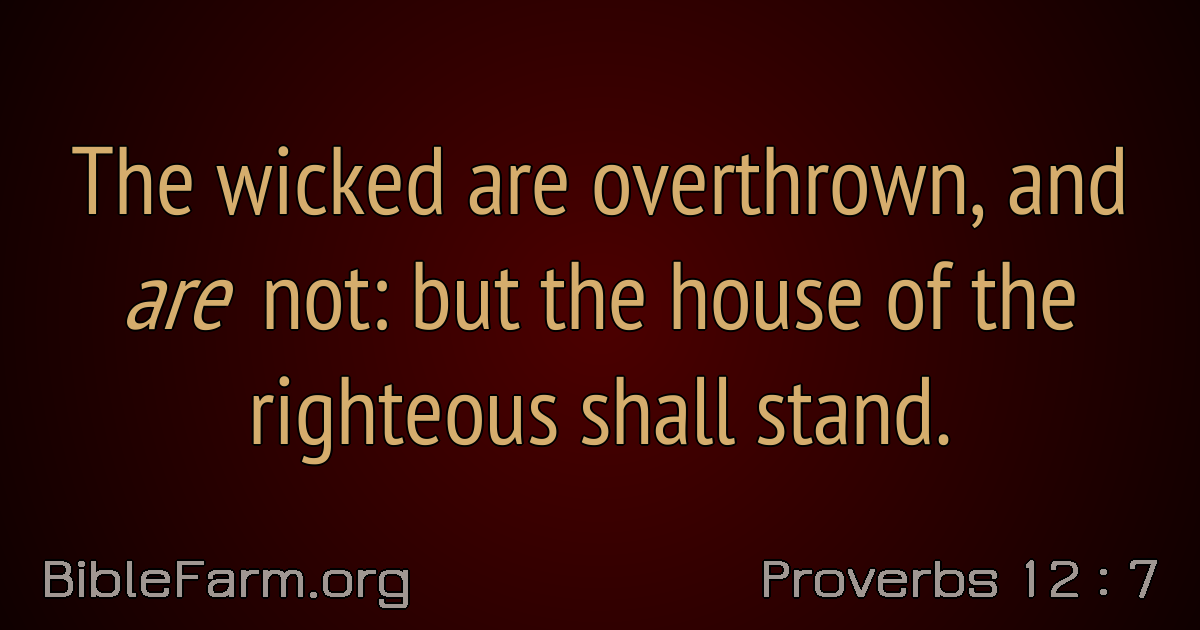 The wicked are overthrown, and
are not: but the house of the
righteous shall stand.
BibleFarm.org
Proverbs 12 : 7